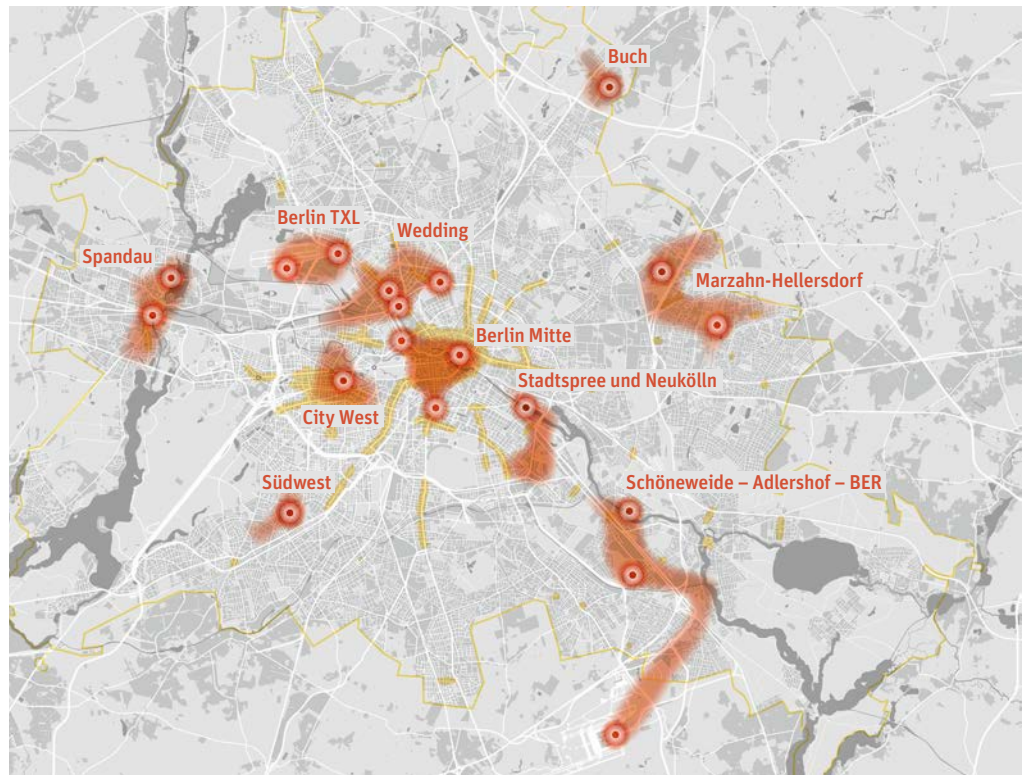 Buch
Berlin TXL
Wedding
Spandau
Marzahn-Hellersdorf
Berlin Mitte
Stadtspree und Neukölln
City West
Südwest
Schöneweide – Adlershof – BER